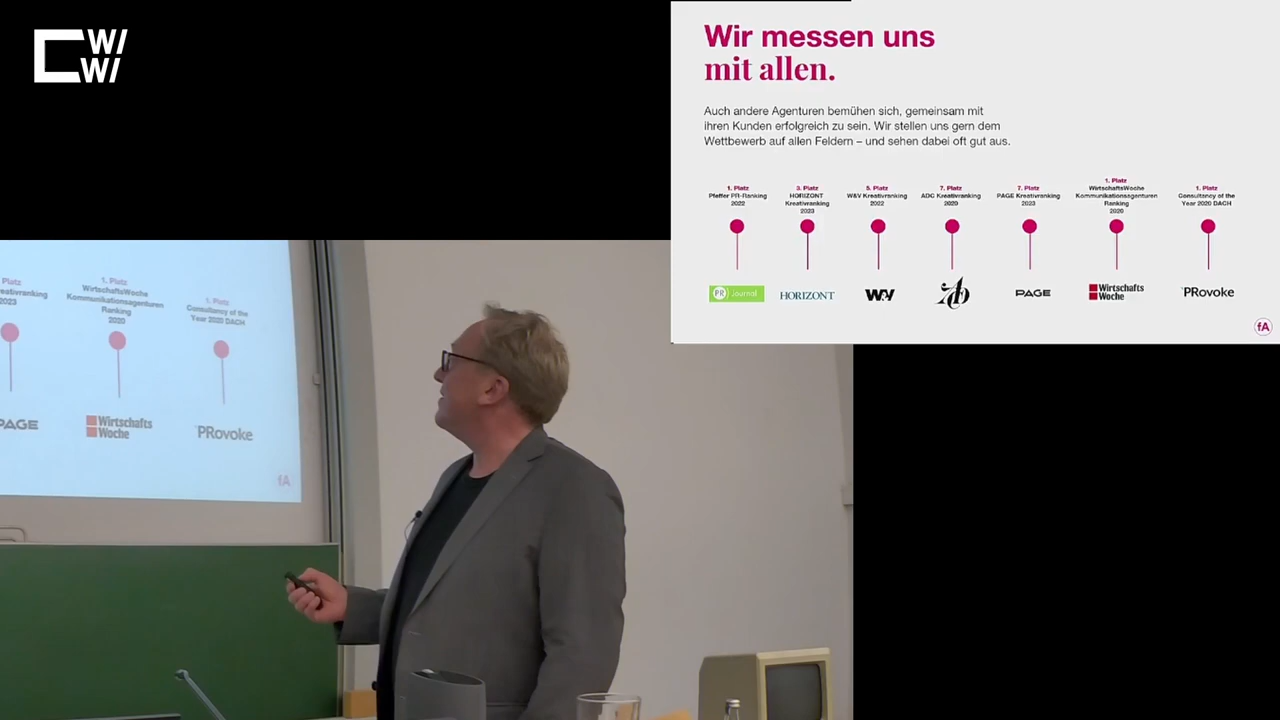 CW/
W/
Wir messen uns
mit allen.
Auch andere Agenturen bemühen sich, gemeinsam mit
ihren Kunden erfolgreich zu sein. Wir stellen uns gern dem
Wettbewerb auf allen Feldern – und sehen dabei oft gut aus.
1. Platz
Pfeffer PR-Ranking
2022
3. Platz
HORIZONT
Kreativranking
2023
5. Platz
W&V Kreativranking
2022
7. Platz
ADC Kreativranking
2020
7. Platz
PAGE Kreativranking
2023
1. Platz
WirtschaftsWoche
Kommunikationsagenturen
Ranking
2020
1. Platz
Consultancy of the
Year 2020 DACH
PR Journal
HORIZONT
W&V
ADC
PAGE
Wirtschafts
Woche
PRovoke
fA
Platz
eativranking
2023
1. Platz
WirtschaftsWoche
Kommunikationsagenturen
Ranking
2020
1. Platz
Consultancy of the
Year 2020 DACH
PAGE
Wirtschafts
Woche
PRovoke
fA